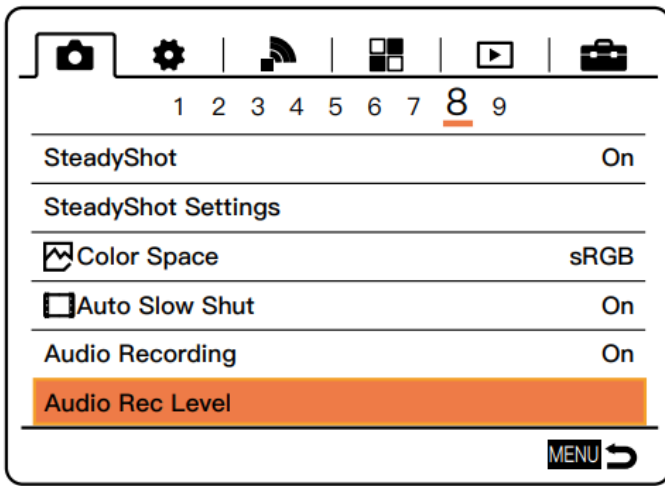 1 2 3 4 5 6 7 8 9
SteadyShot On
SteadyShot Settings
Color Space sRGB
Auto Slow Shut On
Audio Recording On
Audio Rec Level
MENU